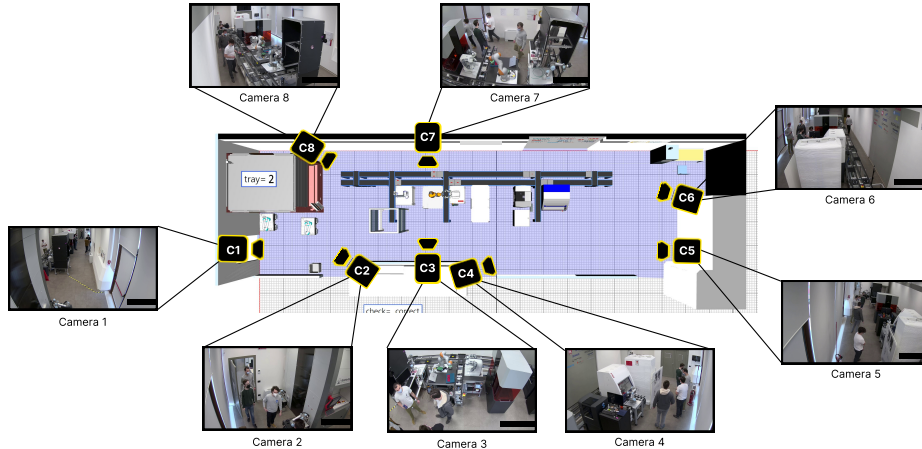 Camera 8
Camera 7
C7
C8
tray= 2
C6
Camera 6
C1
C5
C2
C3
C4
check= correct
Camera 1
Camera 5
Camera 2
Camera 3
Camera 4